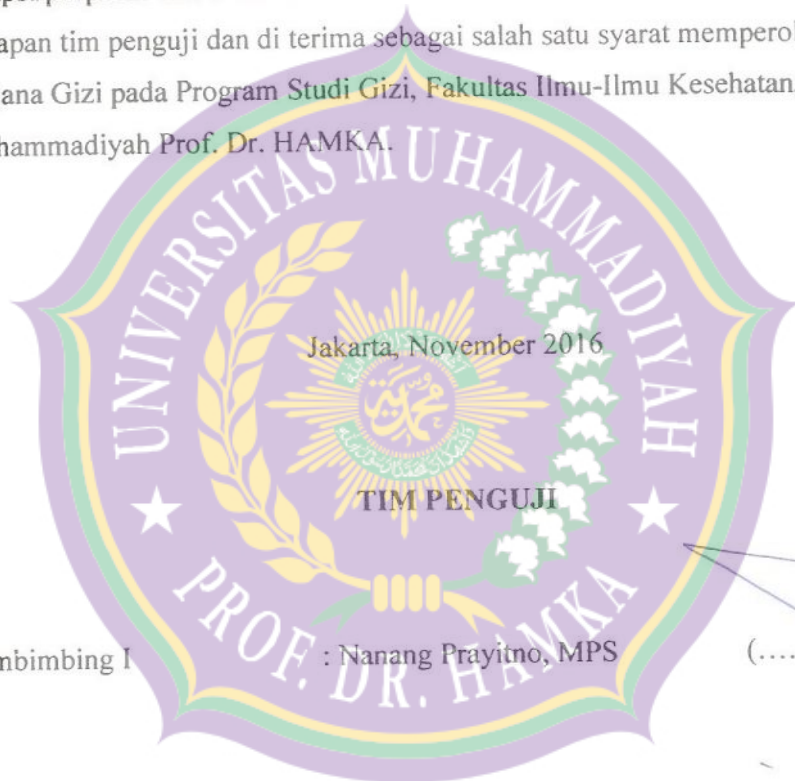 apan tim penguji dan di terima sebagai salah satu syarat memperol
ana Gizi pada Program Studi Gizi, Fakultas Ilmu-Ilmu Kesehatan
hammadiyah Prof. Dr. HAMKA.
UNIVERSITAS MUHAMMADIYAH
Jakarta, November 2016
محمدية
TIM PENGUJI
PROF. DR. HAMKA
mbimbing I : Nanang Prayitno, MPS (....